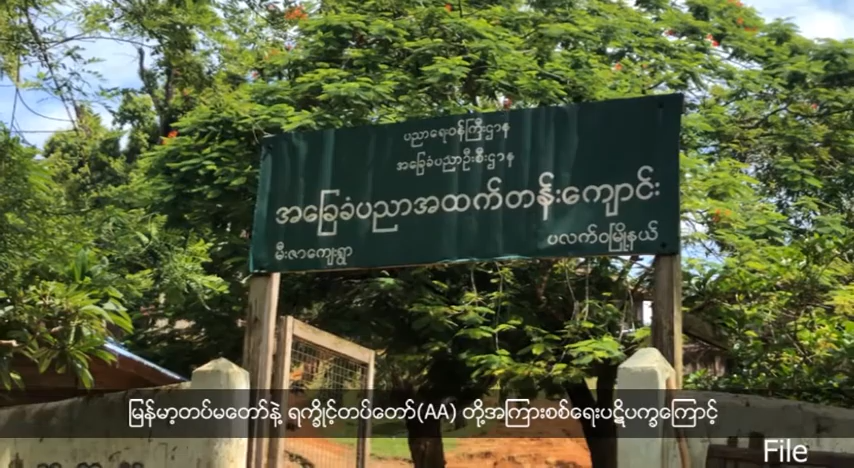 ပညာရေးဝန်ကြီးဌာန
အခြေခံပညာဦးစီးဌာန
အခြေခံပညာအထက်တန်းကျောင်း
မီးဇာကျေးရွာ
ပလက်ဝမြို့နယ်
မြန်မာ့တပ်မတော်နဲ့ ရက္ခိုင့်တပ်တော်(AA) တို့အကြားစစ်ရေးပဋိပက္ခကြောင့်
File